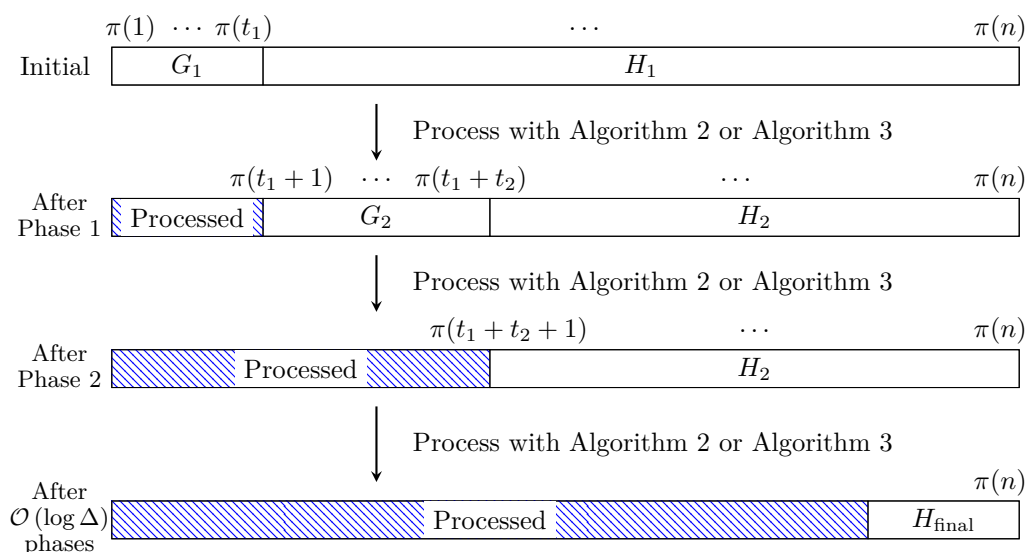 π(1) ⋯ π(t₁) ⋯ π(n)
Initial G₁ H₁
Process with Algorithm 2 or Algorithm 3
π(t₁ + 1) ⋯ π(t₁ + t₂) ⋯ π(n)
After
Phase 1 Processed G₂ H₂
Process with Algorithm 2 or Algorithm 3
π(t₁ + t₂ + 1) ⋯ π(n)
After
Phase 2 Processed H₂
Process with Algorithm 2 or Algorithm 3
π(n)
After
𝒪 (log Δ) Processed H_final
phases